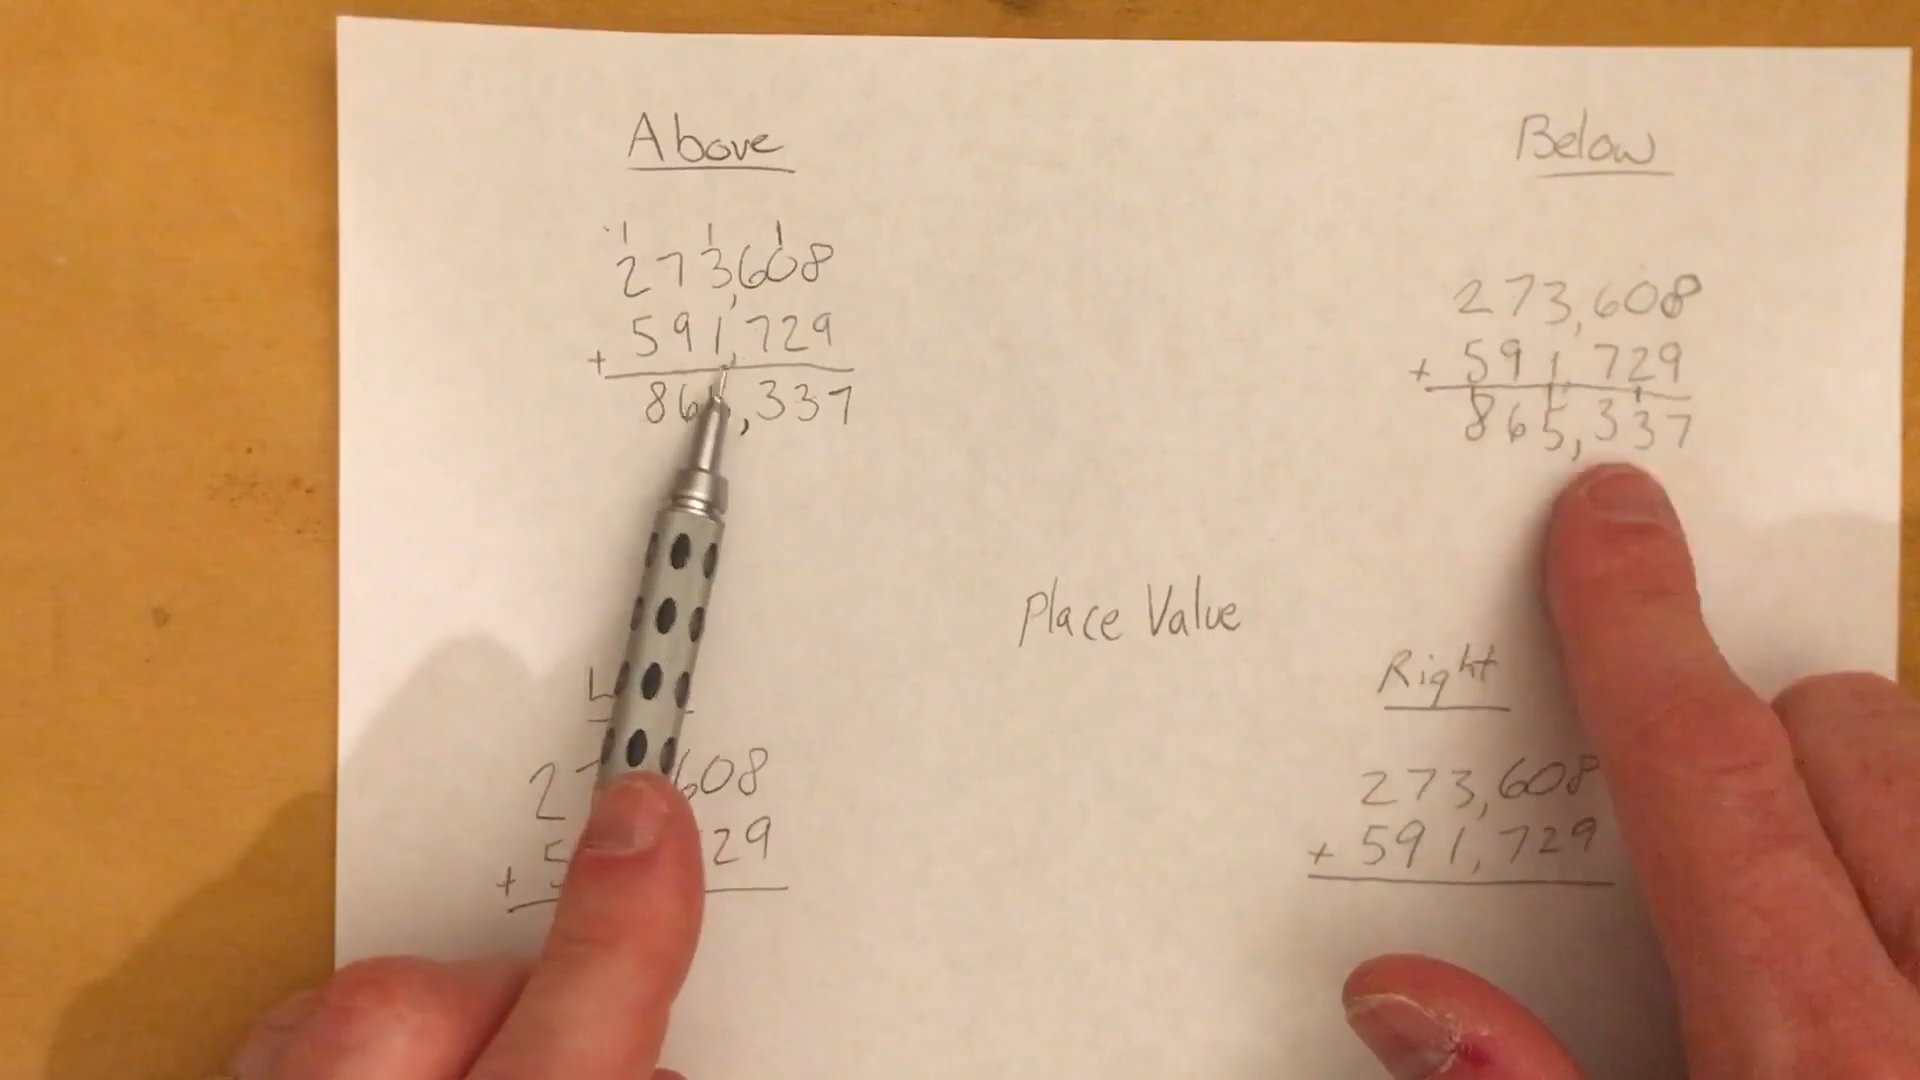 Above
1 1 1
273,608
+ 591,729
86 ,337
Below
273,608
+ 591,729
1 1 1
865,337
Place Value
Right
273,608
+ 591,729
608
29
+